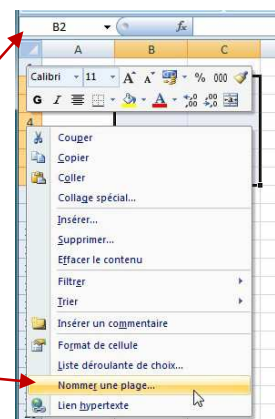 B2 fx
A B C
Calibri 11 A A % 000
G I A ,00 ,00
4
Couper
Copier
Coller
Collage spécial...
Insérer...
Supprimer...
Effacer le contenu
Filtrer
Trier
Insérer un commentaire
Format de cellule
Liste déroulante de choix...
Nommer une plage...
Lien hypertexte